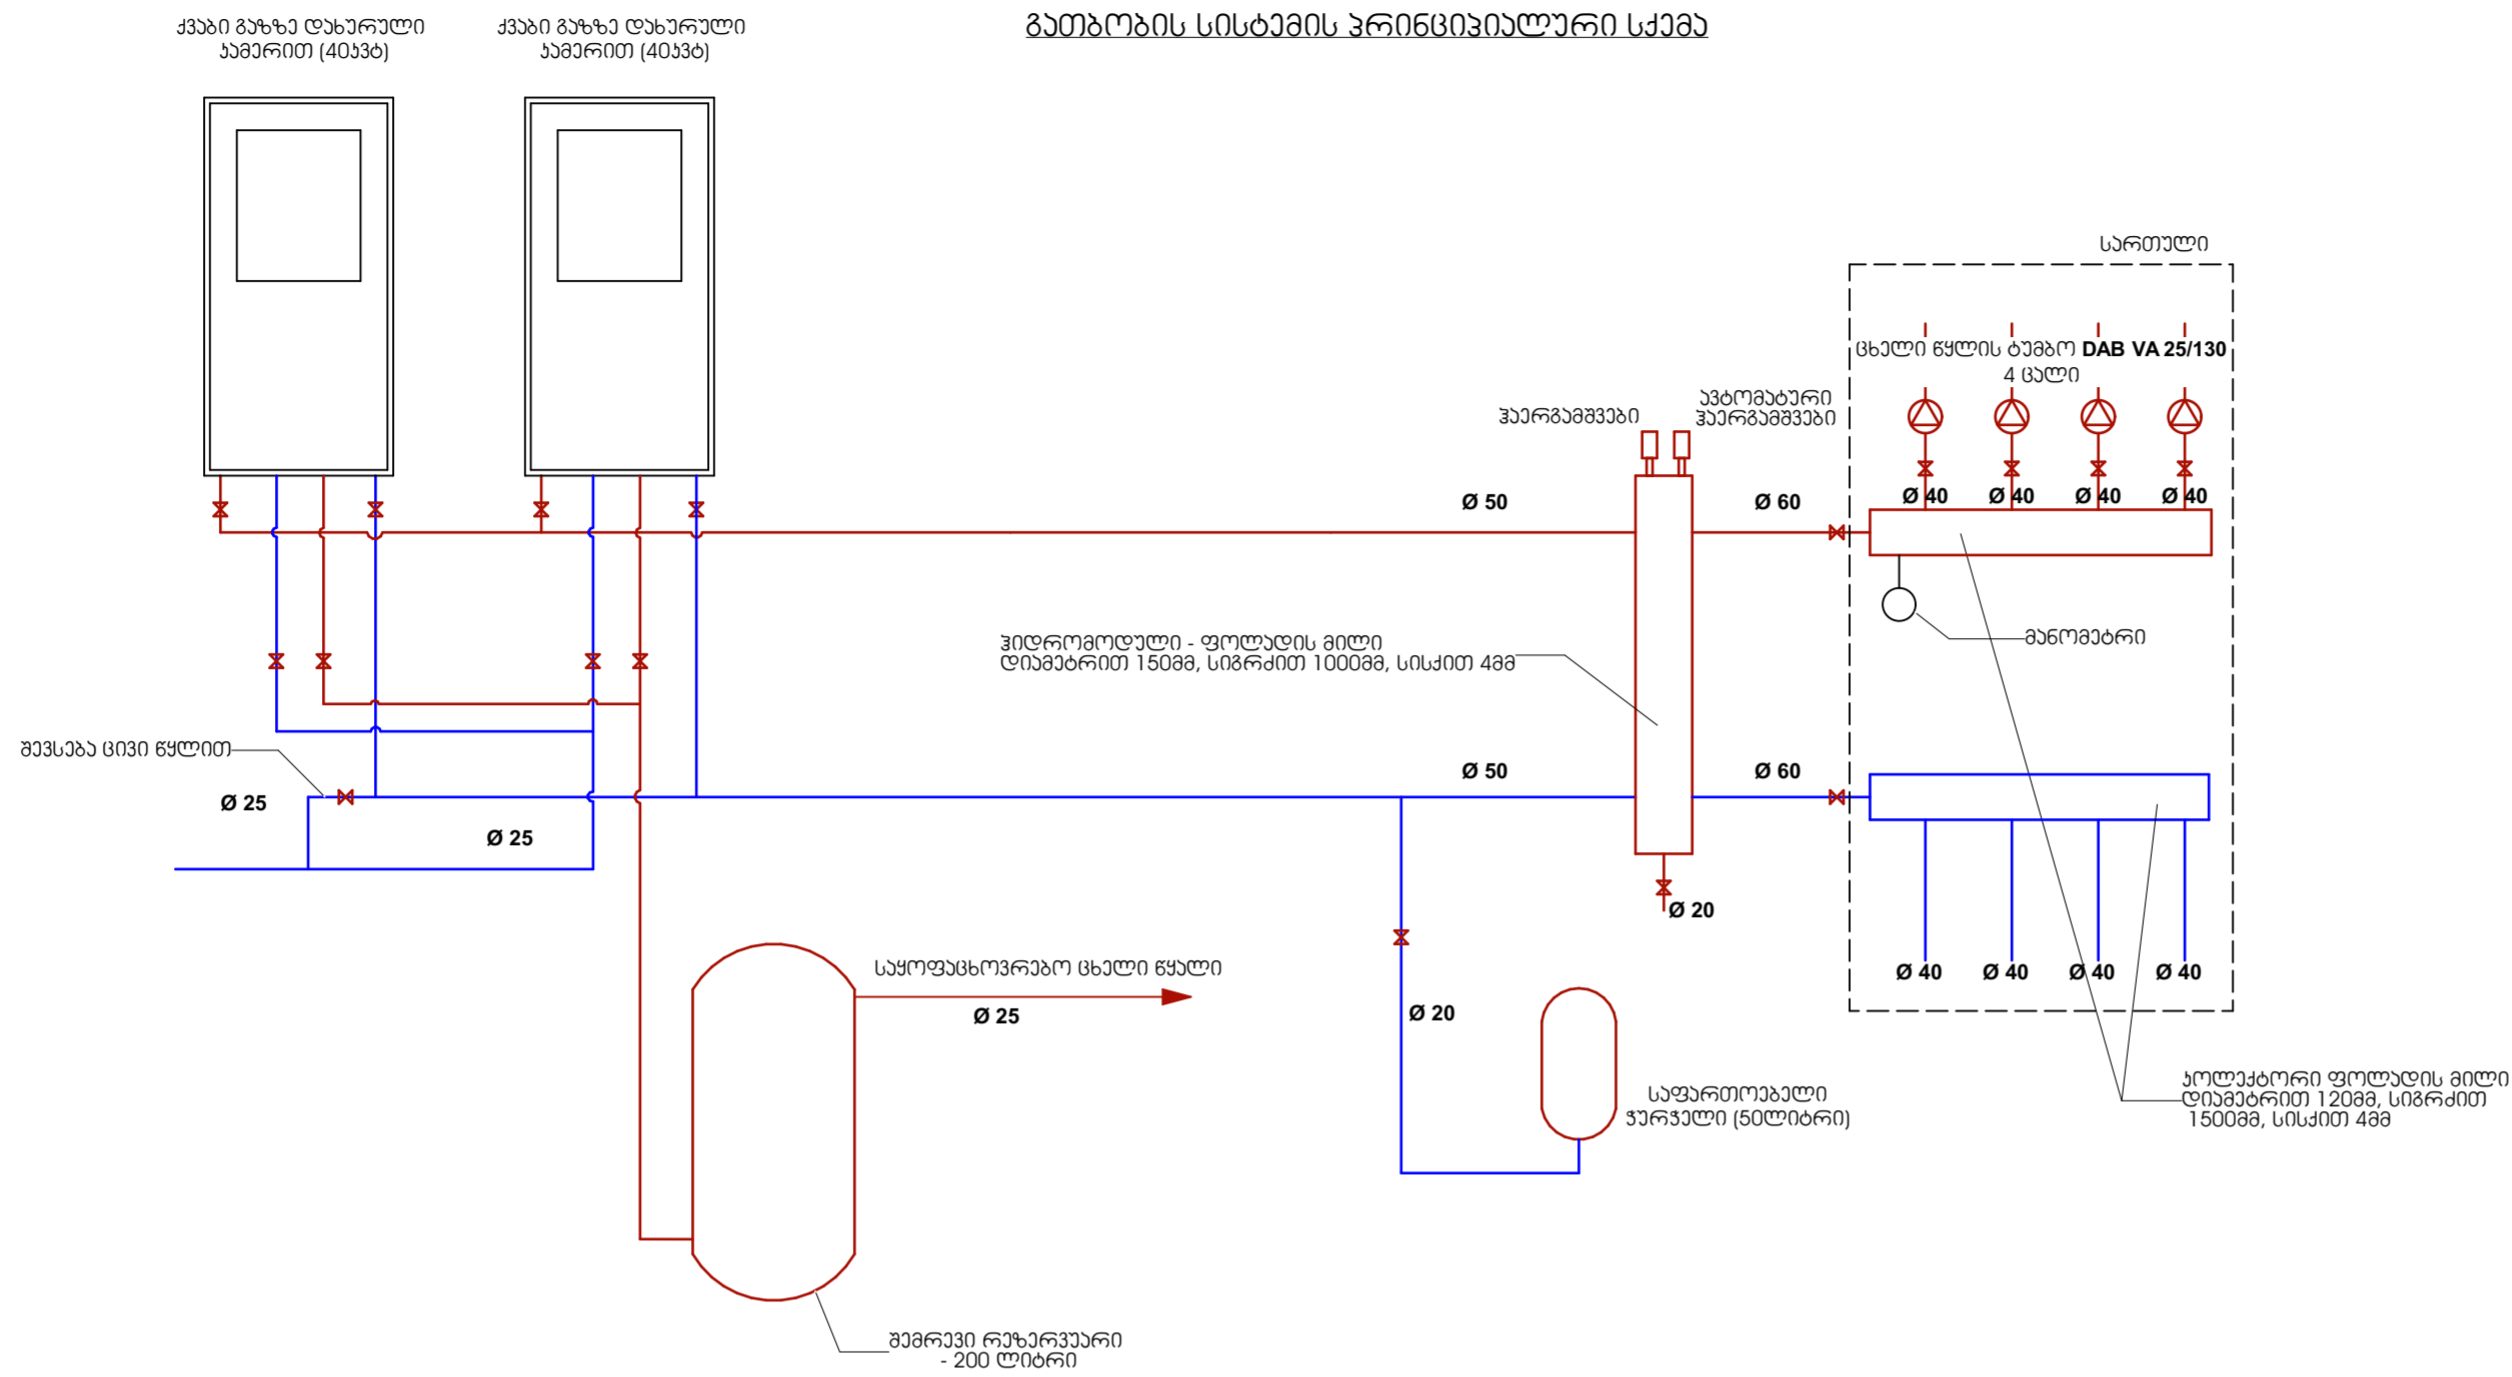 გათბობის სისტემის პრინციპიალური სქემა
ქვაბი გაზზე დახურული
კამერით (40კვტ)
ქვაბი გაზზე დახურული
კამერით (40კვტ)
სართული
ცხელი წყლის ტუმბო DAB VA 25/130
4 ცალი
ჰაერგამშვები
ავტომატური
ჰაერგამშვები
Ø 50
Ø 60
Ø 40
Ø 40
Ø 40
Ø 40
მანომეტრი
ჰიდრომოდული - ფოლადის მილი
დიამეტრით 150მმ, სიგრძით 1000მმ, სისქით 4მმ
შევსება ცივი წყლით
Ø 25
Ø 25
Ø 50
Ø 60
Ø 20
Ø 40
Ø 40
Ø 40
Ø 40
საყოფაცხოვრებო ცხელი წყალი
Ø 25
Ø 20
საფართოებელი
ჭურჭელი (50ლიტრი)
კოლექტორი ფოლადის მილი
დიამეტრით 120მმ, სიგრძით
1500მმ, სისქით 4მმ
შემრევი რეზერვუარი
- 200 ლიტრი